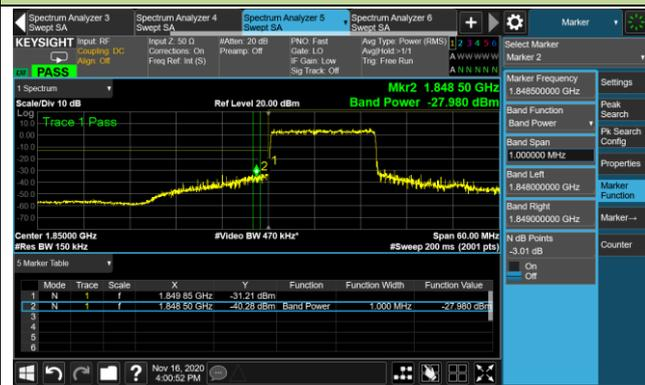 Spectrum Analyzer 3
Swept SA
Spectrum Analyzer 4
Swept SA
Spectrum Analyzer 5
Swept SA
Spectrum Analyzer 6
Swept SA
Marker
KEYSIGHT
Input: RF
Coupling: DC
Align: Off
Input Z: 50 Ω
Corrections: On
Freq Ref: Int (S)
#Atten: 20 dB
Preamp: Off
PNO: Fast
Gate: LO
IF Gain: Low
Sig Track: Off
Avg Type: Power (RMS)
Avg|Hold:>1/1
Trig: Free Run
1 2 3 4 5 6
A W W W W W
A N N N N N
PASS
Select Marker
Marker 2
1 Spectrum
Scale/Div 10 dB
Ref Level 20.00 dBm
Mkr2 1.848 50 GHz
Band Power -27.980 dBm
Log
Trace 1 Pass
10.0
0.00
-10.0
-20.0
-30.0
-40.0
-50.0
-60.0
-70.0
2
1
Center 1.85000 GHz
#Res BW 150 kHz
#Video BW 470 kHz*
Span 60.00 MHz
#Sweep 200 ms (2001 pts)
Marker Frequency
1.848500000 GHz
Band Function
Band Power
Band Span
1.000000 MHz
Band Left
1.848000000 GHz
Band Right
1.849000000 GHz
N dB Points
-3.01 dB
On
Off
Settings
Peak
Search
Pk Search
Config
Properties
Marker
Function
Marker→
Counter
5 Marker Table
Mode Trace Scale X Y Function Function Width Function Value
1 N 1 f 1.849 85 GHz -31.21 dBm
2 N 1 f 1.848 50 GHz -40.28 dBm Band Power 1.000 MHz -27.980 dBm
3
4
5
6
Nov 16, 2020
4:00:52 PM